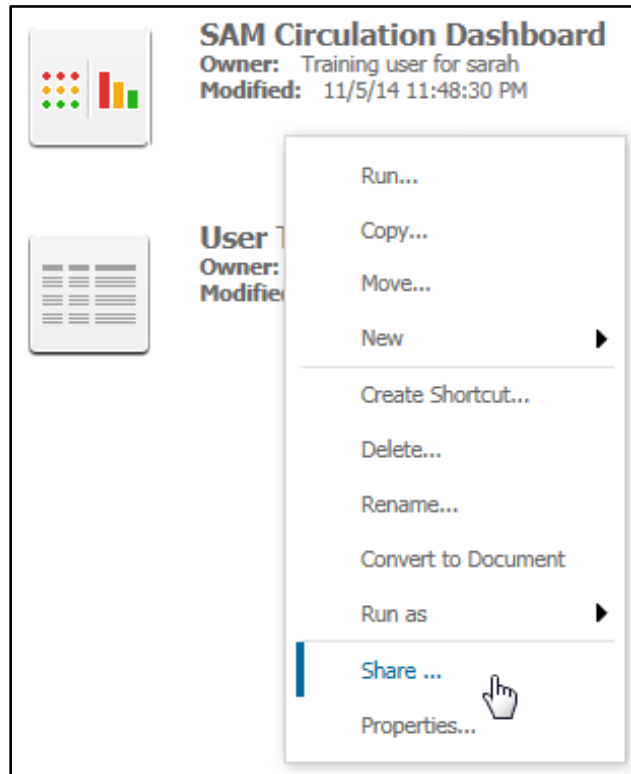 SAM Circulation Dashboard
Owner: Training user for sarah
Modified: 11/5/14 11:48:30 PM
Run...
Copy...
User
Owner:
Move...
New
Create Shortcut...
Delete...
Rename...
Convert to Document
Run as
Share ...
Properties...